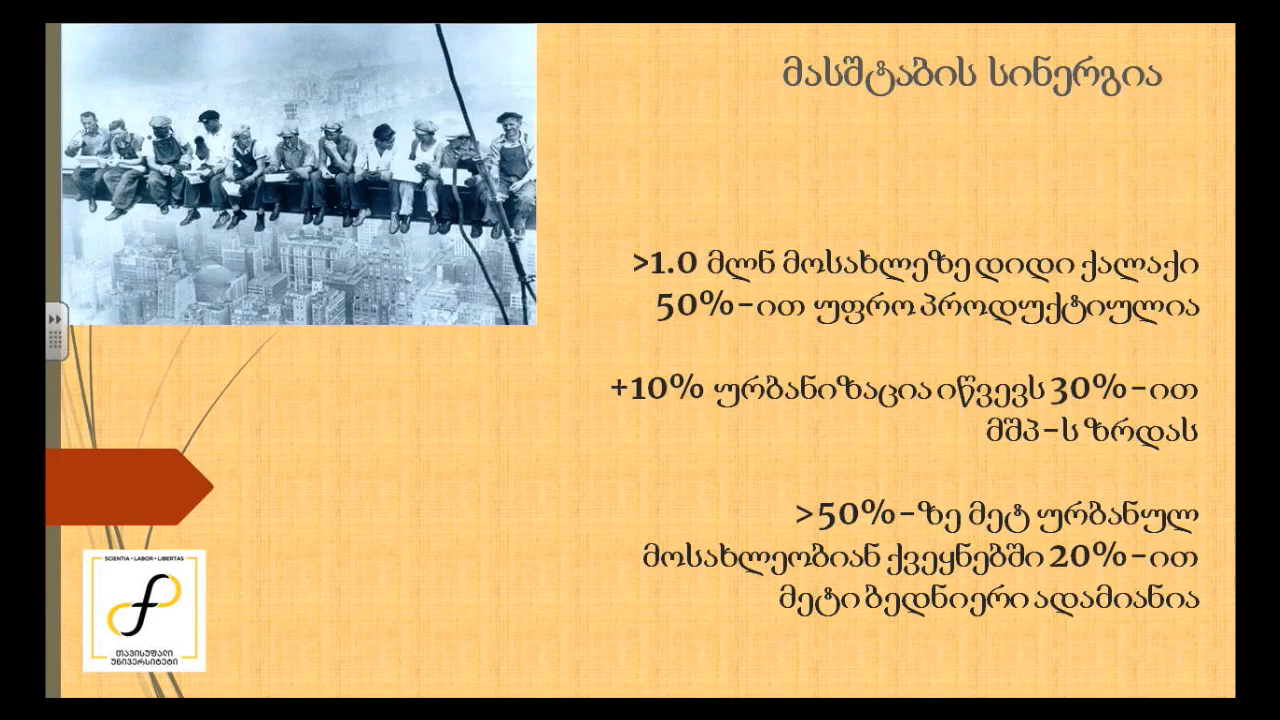 მასშტაბის სინერგია
>1.0 მლნ მოსახლეზე დიდი ქალაქი
50%-ით უფრო პროდუქტიულია
+10% ურბანიზაცია იწვევს 30%-ით
მშპ-ს ზრდას
>50%-ზე მეტ ურბანულ
მოსახლეობიან ქვეყნებში 20%-ით
მეტი ბედნიერი ადამიანია
SCIENTIA • LABOR • LIBERTAS
თავისუფალი
უნივერსიტეტი